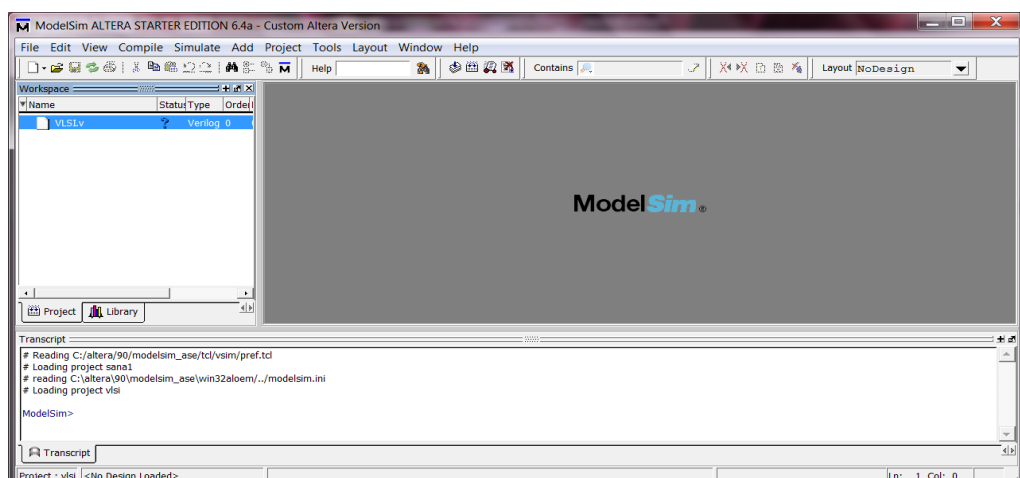 ModelSim ALTERA STARTER EDITION 6.4a - Custom Altera Version
File Edit View Compile Simulate Add Project Tools Layout Window Help
Help Contains Layout NoDesign
Workspace
Name Status Type Order
VLSI.v ? Verilog 0
ModelSim®
Project Library
Transcript
# Reading C:/altera/90/modelsim_ase/tcl/vsim/pref.tcl
# Loading project sana1
# reading C:\altera\90\modelsim_ase\win32aloem/../modelsim.ini
# Loading project vlsi
ModelSim>
Transcript
Project : vlsi <No Design Loaded> Ln: 1 Col: 0